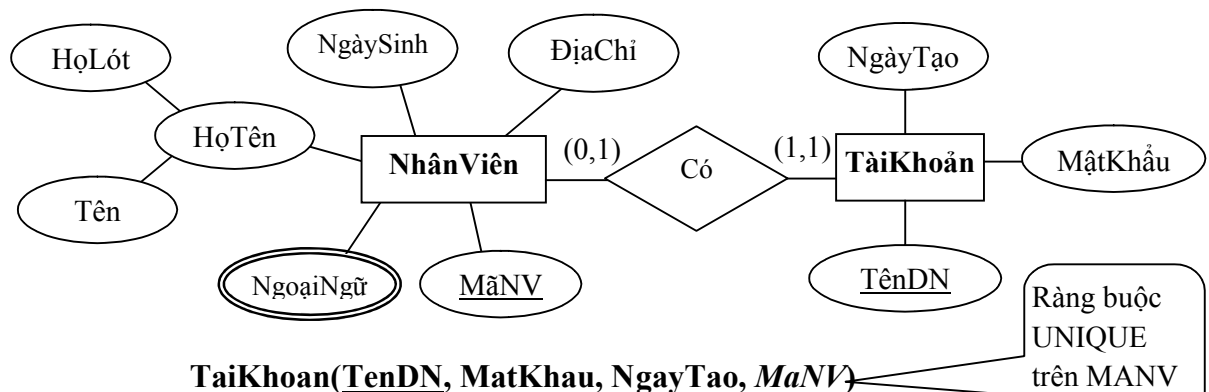 NgàySinh
ĐịaChỉ
NgàyTạo
HọLót
HọTên
NhânViên
(0,1)
Có
(1,1)
TàiKhoản
MậtKhẩu
Tên
NgoạiNgữ
MãNV
TênDN
Ràng buộc
UNIQUE
trên MANV
TaiKhoan(TenDN, MatKhau, NgayTao, MaNV)